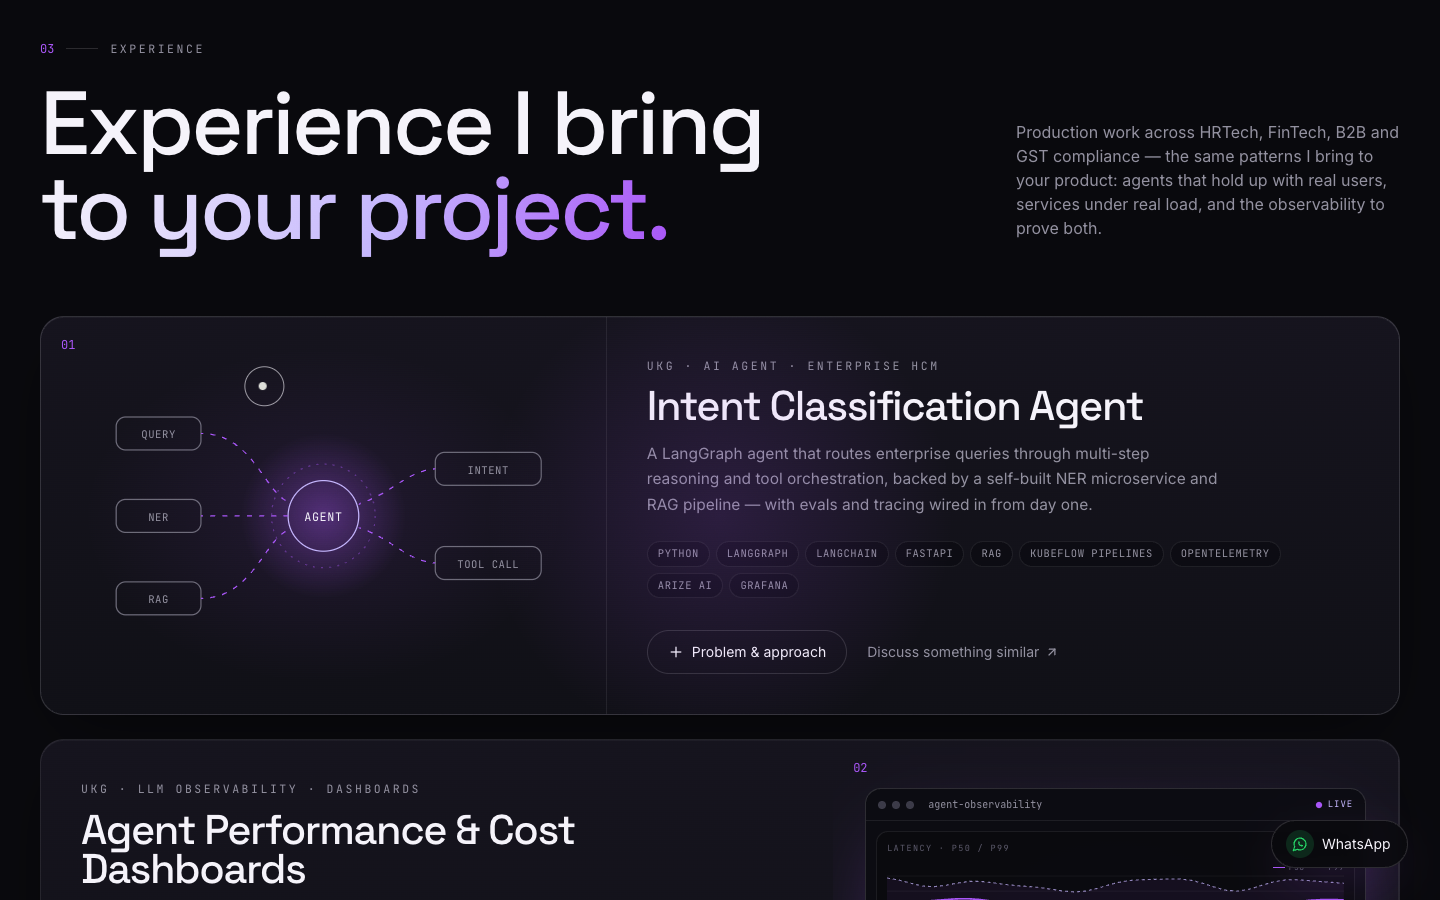 03 EXPERIENCE
Experience I bring
to your project.
Production work across HRTech, FinTech, B2B and
GST compliance — the same patterns I bring to
your product: agents that hold up with real users,
services under real load, and the observability to
prove both.
01
QUERY
NER
RAG
AGENT
INTENT
TOOL CALL
UKG · AI AGENT · ENTERPRISE HCM
Intent Classification Agent
A LangGraph agent that routes enterprise queries through multi-step
reasoning and tool orchestration, backed by a self-built NER microservice and
RAG pipeline — with evals and tracing wired in from day one.
PYTHON LANGGRAPH LANGCHAIN FASTAPI RAG KUBEFLOW PIPELINES OPENTELEMETRY
ARIZE AI GRAFANA
Problem & approach Discuss something similar ↗
UKG · LLM OBSERVABILITY · DASHBOARDS
Agent Performance & Cost
Dashboards
02
agent-observability LIVE
LATENCY · P50 / P99
WhatsApp